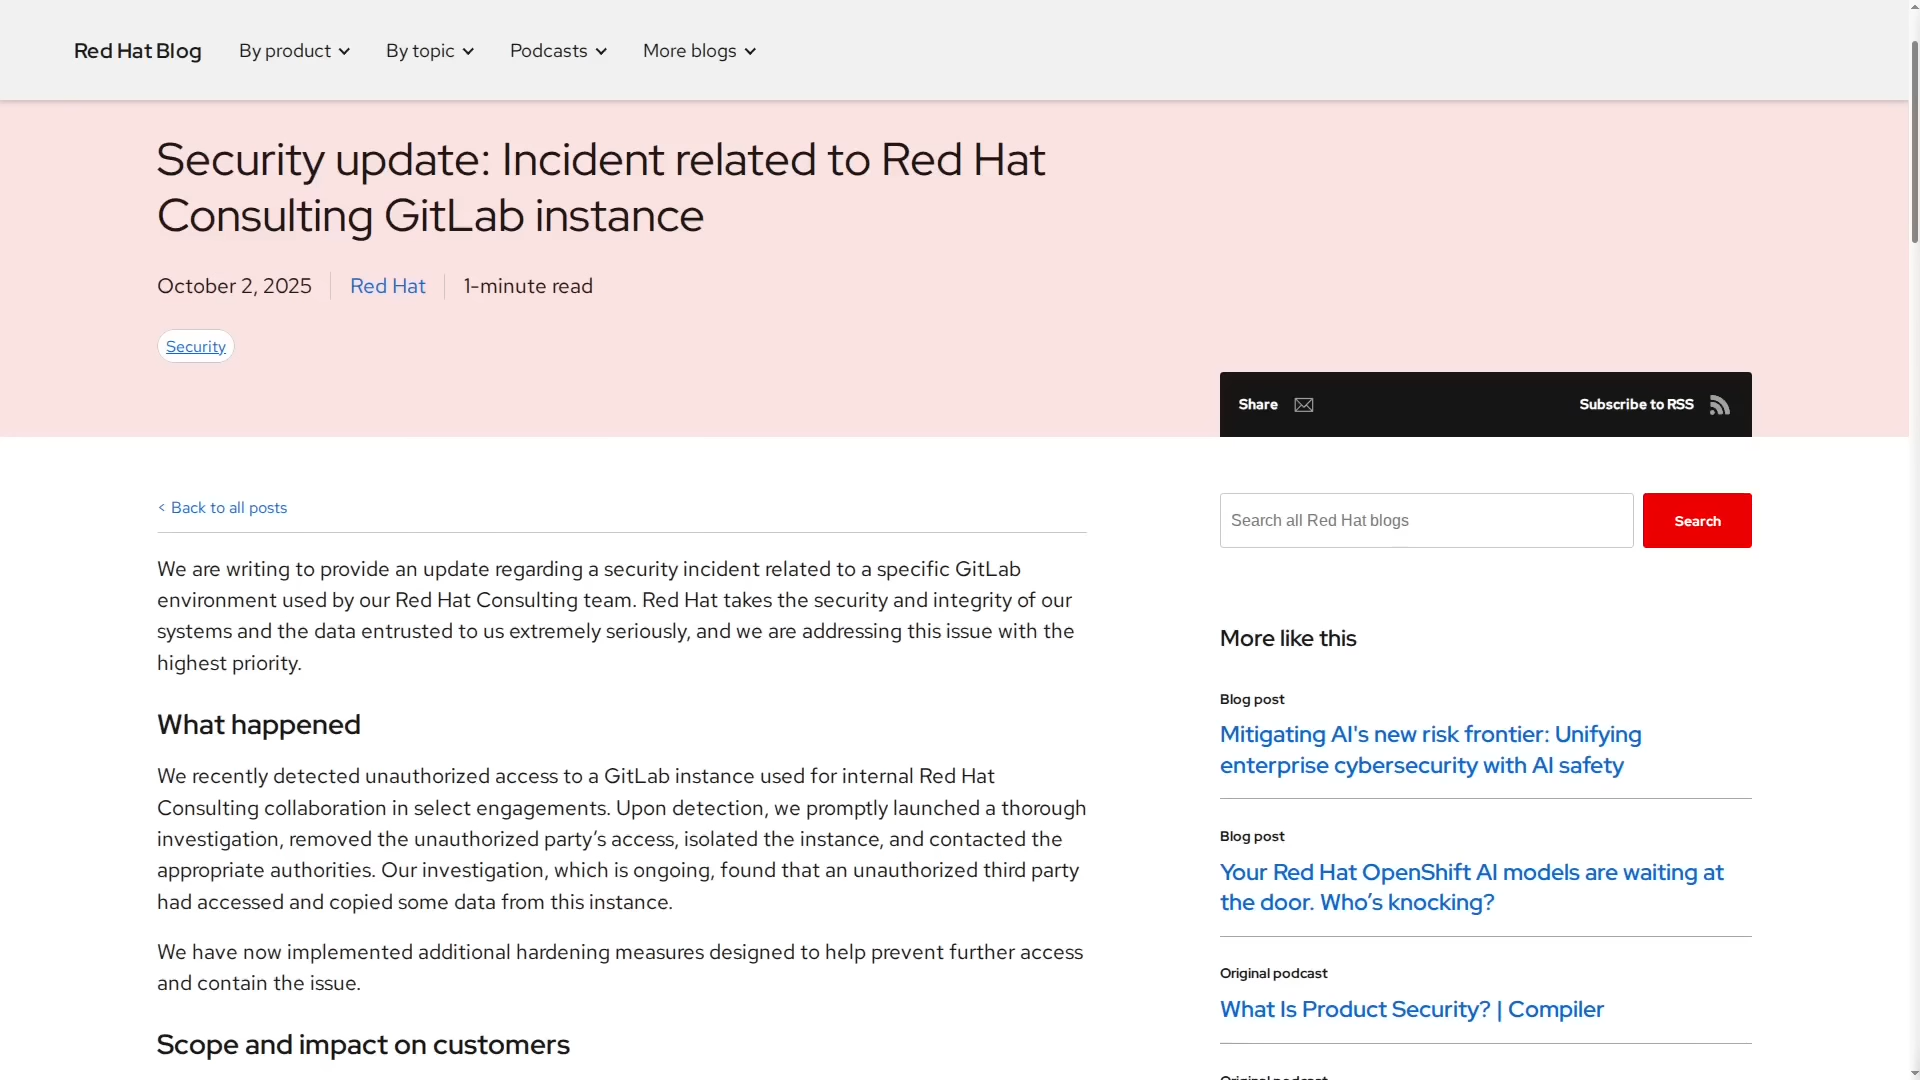 Red Hat Blog
By product
By topic
Podcasts
More blogs
Security update: Incident related to Red Hat
Consulting GitLab instance
October 2, 2025
Red Hat
1-minute read
Security
Share
Subscribe to RSS
< Back to all posts
Search all Red Hat blogs
Search
We are writing to provide an update regarding a security incident related to a specific GitLab
environment used by our Red Hat Consulting team. Red Hat takes the security and integrity of our
systems and the data entrusted to us extremely seriously, and we are addressing this issue with the
highest priority.
What happened
We recently detected unauthorized access to a GitLab instance used for internal Red Hat
Consulting collaboration in select engagements. Upon detection, we promptly launched a thorough
investigation, removed the unauthorized party’s access, isolated the instance, and contacted the
appropriate authorities. Our investigation, which is ongoing, found that an unauthorized third party
had accessed and copied some data from this instance.
We have now implemented additional hardening measures designed to help prevent further access
and contain the issue.
Scope and impact on customers
More like this
Blog post
Mitigating AI's new risk frontier: Unifying
enterprise cybersecurity with AI safety
Blog post
Your Red Hat OpenShift AI models are waiting at
the door. Who’s knocking?
Original podcast
What Is Product Security? | Compiler
Original podcast